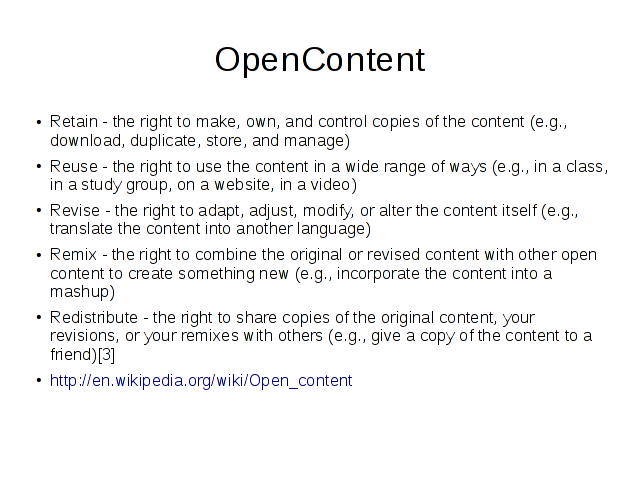 OpenContent
• Retain - the right to make, own, and control copies of the content (e.g.,
download, duplicate, store, and manage)
• Reuse - the right to use the content in a wide range of ways (e.g., in a class,
in a study group, on a website, in a video)
• Revise - the right to adapt, adjust, modify, or alter the content itself (e.g.,
translate the content into another language)
• Remix - the right to combine the original or revised content with other open
content to create something new (e.g., incorporate the content into a
mashup)
• Redistribute - the right to share copies of the original content, your
revisions, or your remixes with others (e.g., give a copy of the content to a
friend)[3]
• http://en.wikipedia.org/wiki/Open_content